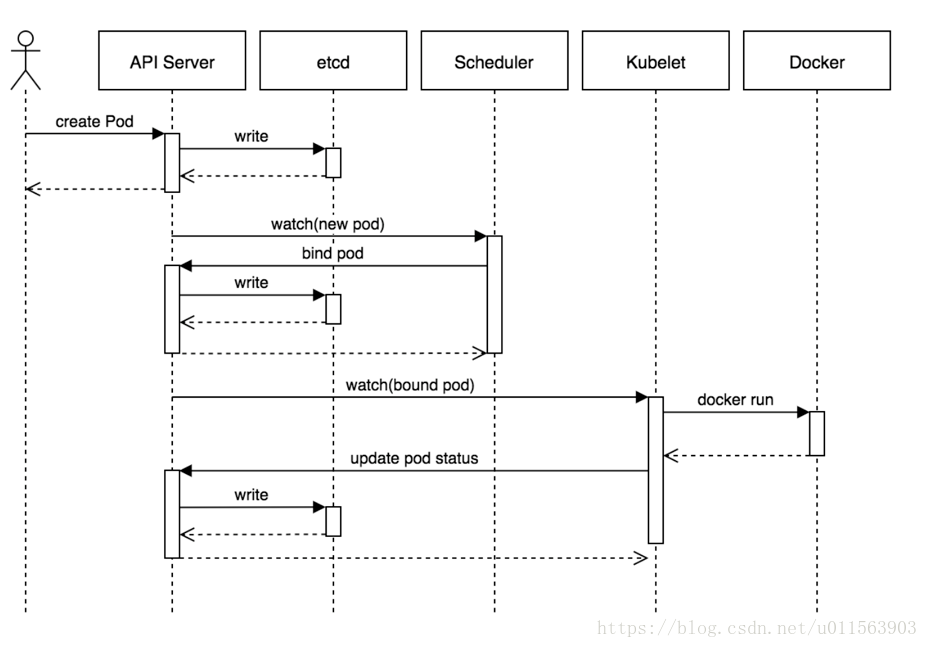 API Server
etcd
Scheduler
Kubelet
Docker
create Pod
write
watch(new pod)
bind pod
write
watch(bound pod)
docker run
update pod status
write
https://blog.csdn.net/u011563903